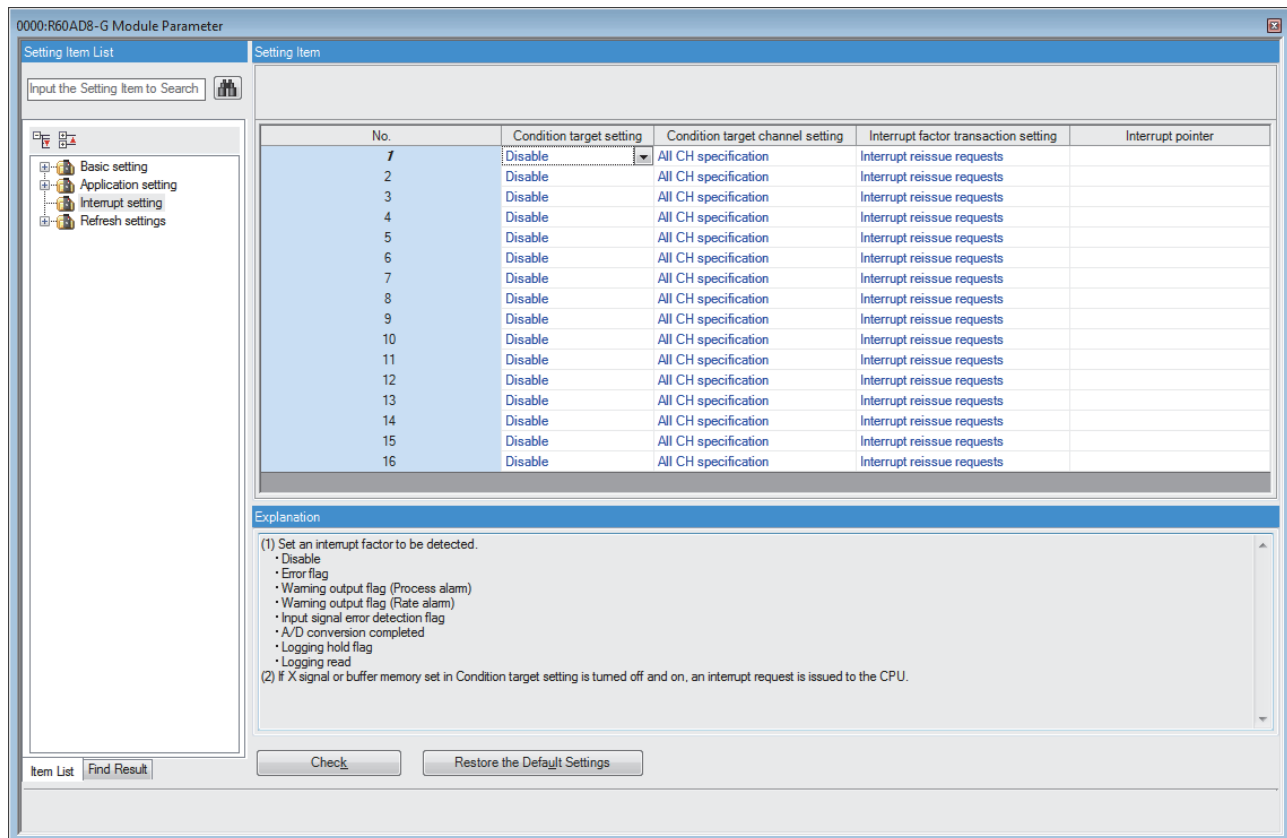 0000:R60AD8-G Module Parameter
Setting Item List
Setting Item
Input the Setting Item to Search
Basic setting
Application setting
Interrupt setting
Refresh settings
No. Condition target setting Condition target channel setting Interrupt factor transaction setting Interrupt pointer
1 Disable All CH specification Interrupt reissue requests
2 Disable All CH specification Interrupt reissue requests
3 Disable All CH specification Interrupt reissue requests
4 Disable All CH specification Interrupt reissue requests
5 Disable All CH specification Interrupt reissue requests
6 Disable All CH specification Interrupt reissue requests
7 Disable All CH specification Interrupt reissue requests
8 Disable All CH specification Interrupt reissue requests
9 Disable All CH specification Interrupt reissue requests
10 Disable All CH specification Interrupt reissue requests
11 Disable All CH specification Interrupt reissue requests
12 Disable All CH specification Interrupt reissue requests
13 Disable All CH specification Interrupt reissue requests
14 Disable All CH specification Interrupt reissue requests
15 Disable All CH specification Interrupt reissue requests
16 Disable All CH specification Interrupt reissue requests
Explanation
(1) Set an interrupt factor to be detected.
・Disable
・Error flag
・Warning output flag (Process alarm)
・Warning output flag (Rate alarm)
・Input signal error detection flag
・A/D conversion completed
・Logging hold flag
・Logging read
(2) If X signal or buffer memory set in Condition target setting is turned off and on, an interrupt request is issued to the CPU.
Item List Find Result
Check
Restore the Default Settings